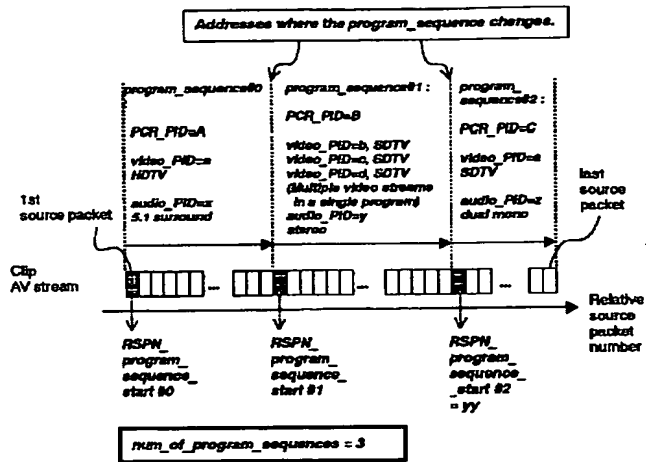 Addresses where the program_sequence changes.
program_sequence#0
PCR_PID=A
video_PID=a
HDTV
audio_PID=x
5.1 surround
program_sequence#1 :
PCR_PID=B
video_PID=b, SDTV
video_PID=c, SDTV
video_PID=d, SDTV
(Multiple video streams
in a single program)
audio_PID=y
stereo
program_
sequence#2 :
PCR_PID=C
video_PID=a
SDTV
audio_PID=z
dual mono
1st
source packet
last
source
packet
Clip
AV stream
...
...
...
Relative
source
packet
number
RSPN_
program_
sequence_
start #0
RSPN_
program_
sequence_
start #1
RSPN_
program_
sequence_
_start #2
= yy
num_of_program_sequences = 3